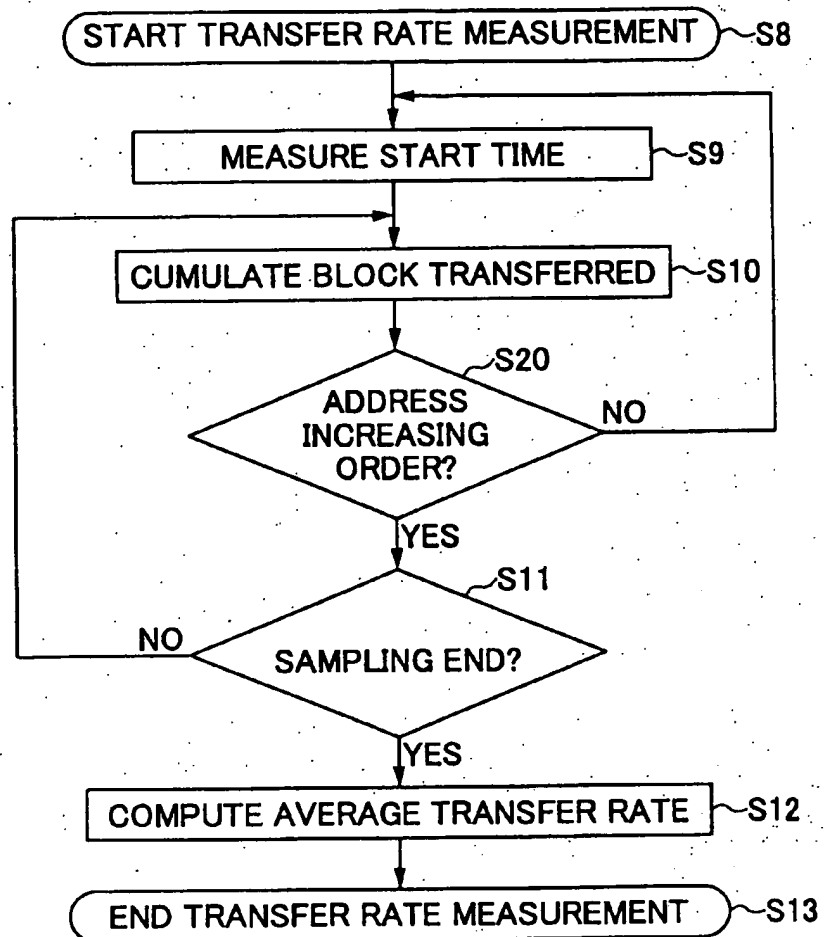 START TRANSFER RATE MEASUREMENT S8
MEASURE START TIME S9
CUMULATE BLOCK TRANSFERRED S10
S20
ADDRESS
INCREASING
ORDER?
NO
YES
S11
NO
SAMPLING END?
YES
COMPUTE AVERAGE TRANSFER RATE S12
END TRANSFER RATE MEASUREMENT S13